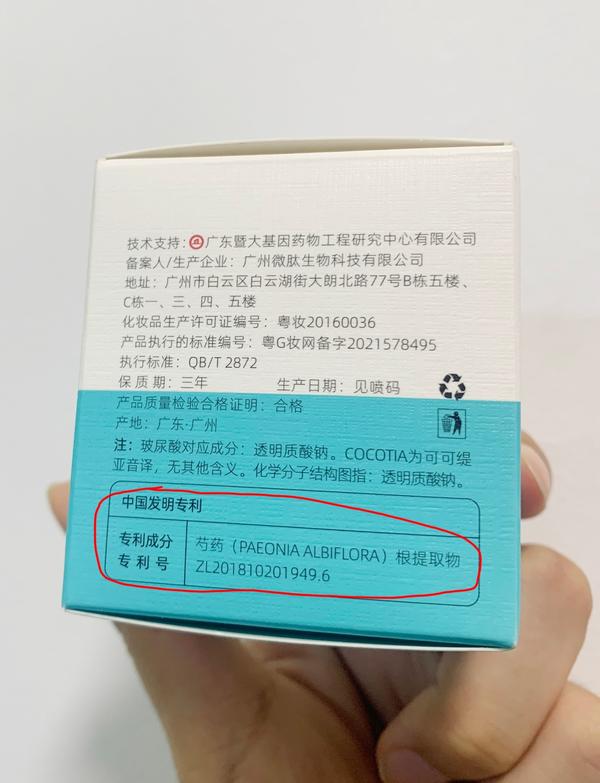 技术支持:广东暨大基因药物工程研究中心有限公司
备案人/生产企业:广州微肽生物科技有限公司
地址:广州市白云区白云湖街大朗北路77号B栋五楼、
C栋一、三、四、五楼
化妆品生产许可证编号:粤妆20160036
产品执行的标准编号:粤G妆网备字2021578495
执行标准:QB/T 2872
保质期:三年 生产日期:见喷码
产品质量检验合格证明:合格
产地:广东·广州
注:玻尿酸对应成分:透明质酸钠。COCOTIA为可可缇
亚音译,无其他含义。化学分子结构图指:透明质酸钠。
中国发明专利
专利成分 芍药(PAEONIA ALBIFLORA)根提取物
专利号 ZL201810201949.6